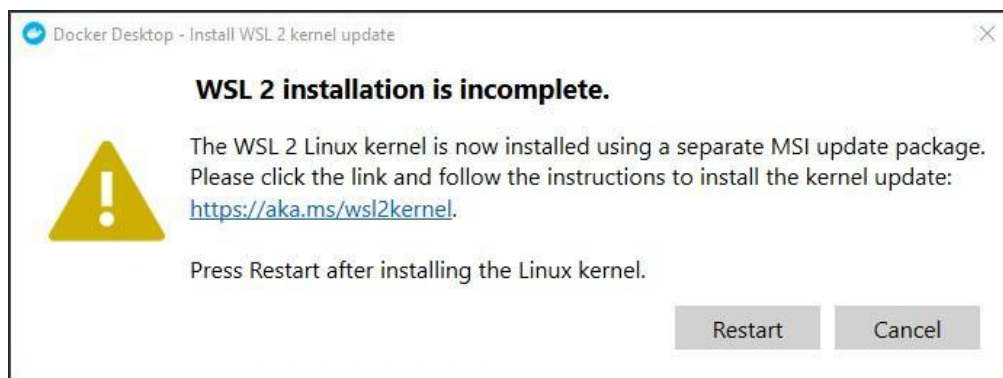 Docker Desktop - Install WSL 2 kernel update
WSL 2 installation is incomplete.
The WSL 2 Linux kernel is now installed using a separate MSI update package.
Please click the link and follow the instructions to install the kernel update:
https://aka.ms/wsl2kernel.
Press Restart after installing the Linux kernel.
Restart
Cancel